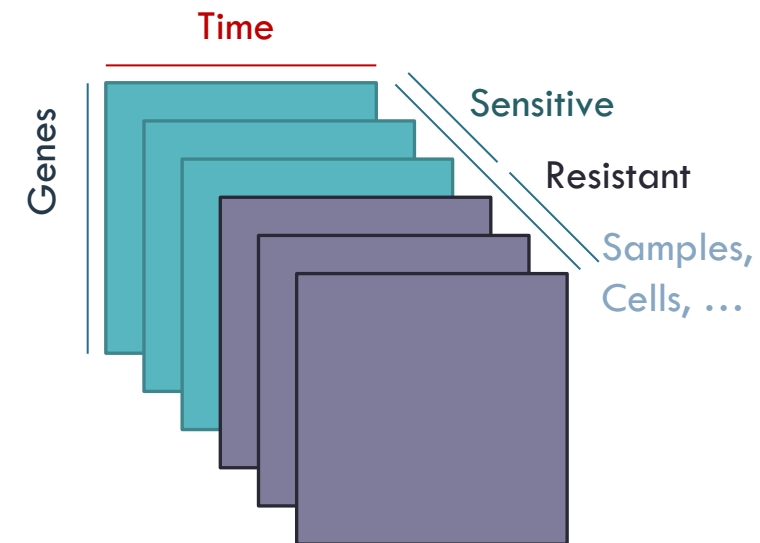 Time
Genes
Sensitive
Resistant
Samples,
Cells, …